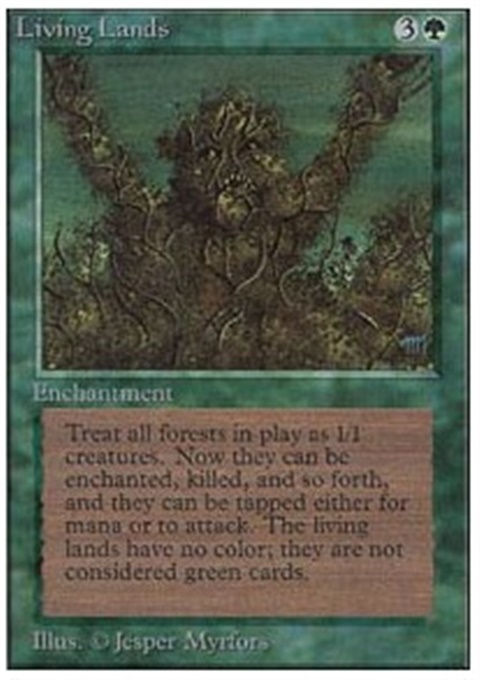 Living Lands 3
Enchantment
Treat all forests in play as 1/1
creatures. Now they can be
enchanted, killed, and so forth,
and they can be tapped either for
mana or to attack. The living
lands have no color; they are not
considered green cards.
Illus. © Jesper Myrfors